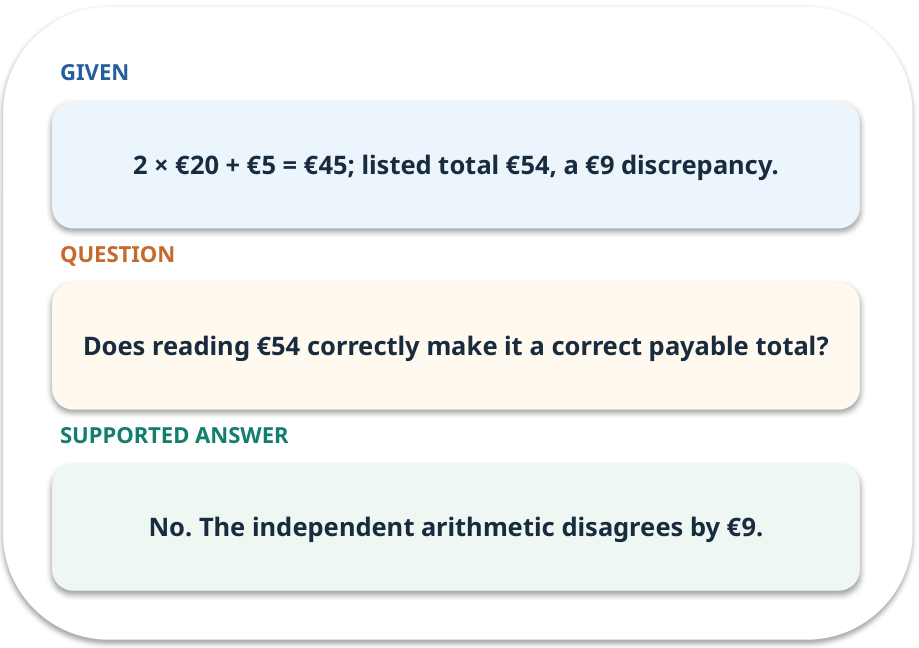 GIVEN
2 × €20 + €5 = €45; listed total €54, a €9 discrepancy.
QUESTION
Does reading €54 correctly make it a correct payable total?
SUPPORTED ANSWER
No. The independent arithmetic disagrees by €9.